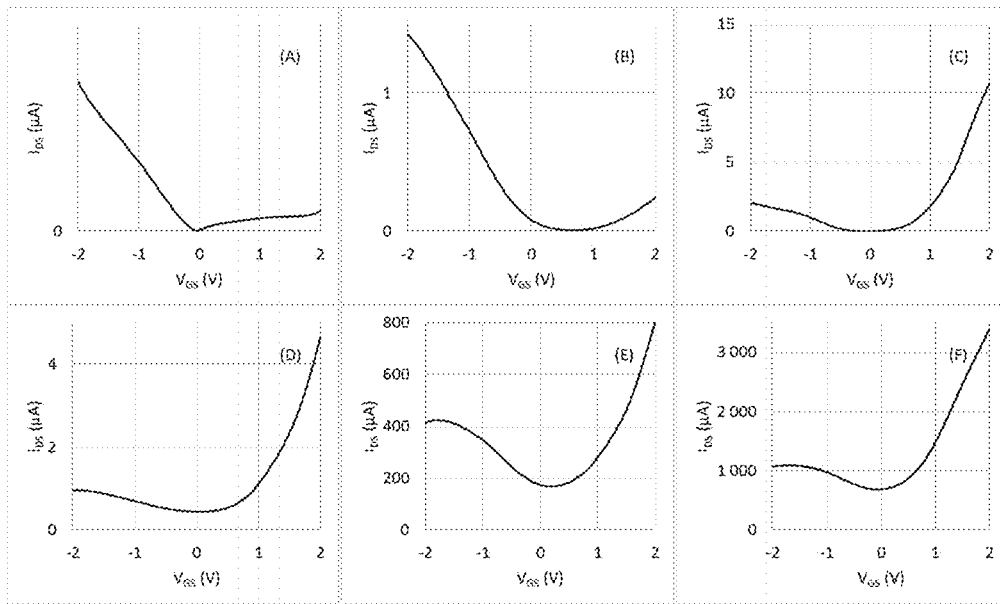 (A)
I_DS (µA)
0
-2 -1 0 1 2
V_GS (V)
(B)
I_DS (µA)
1
0
-2 -1 0 1 2
V_GS (V)
(C)
I_DS (µA)
15
10
5
0
-2 -1 0 1 2
V_GS (V)
(D)
I_DS (µA)
4
2
0
-2 -1 0 1 2
V_GS (V)
(E)
I_DS (µA)
800
600
400
200
0
-2 -1 0 1 2
V_GS (V)
(F)
I_DS (µA)
3 000
2 000
1 000
0
-2 -1 0 1 2
V_GS (V)